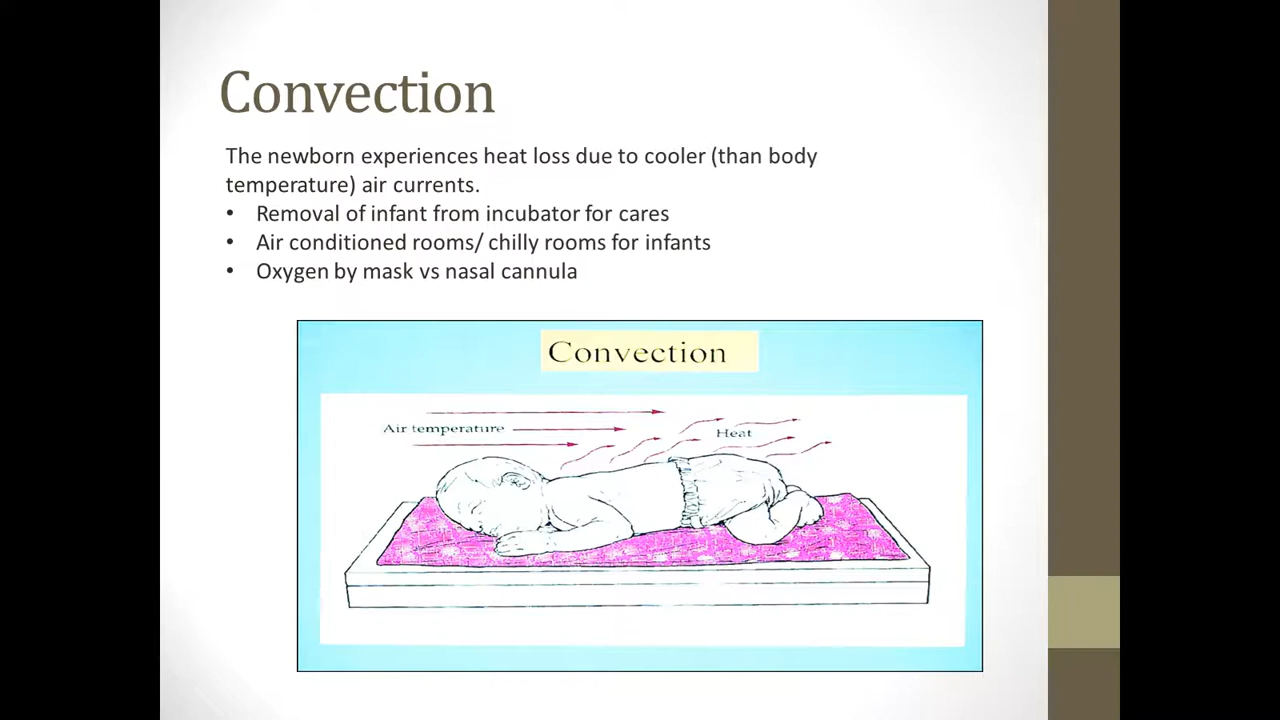 Convection
The newborn experiences heat loss due to cooler (than body
temperature) air currents.
• Removal of infant from incubator for cares
• Air conditioned rooms/ chilly rooms for infants
• Oxygen by mask vs nasal cannula
Convection
Air temperature
Heat